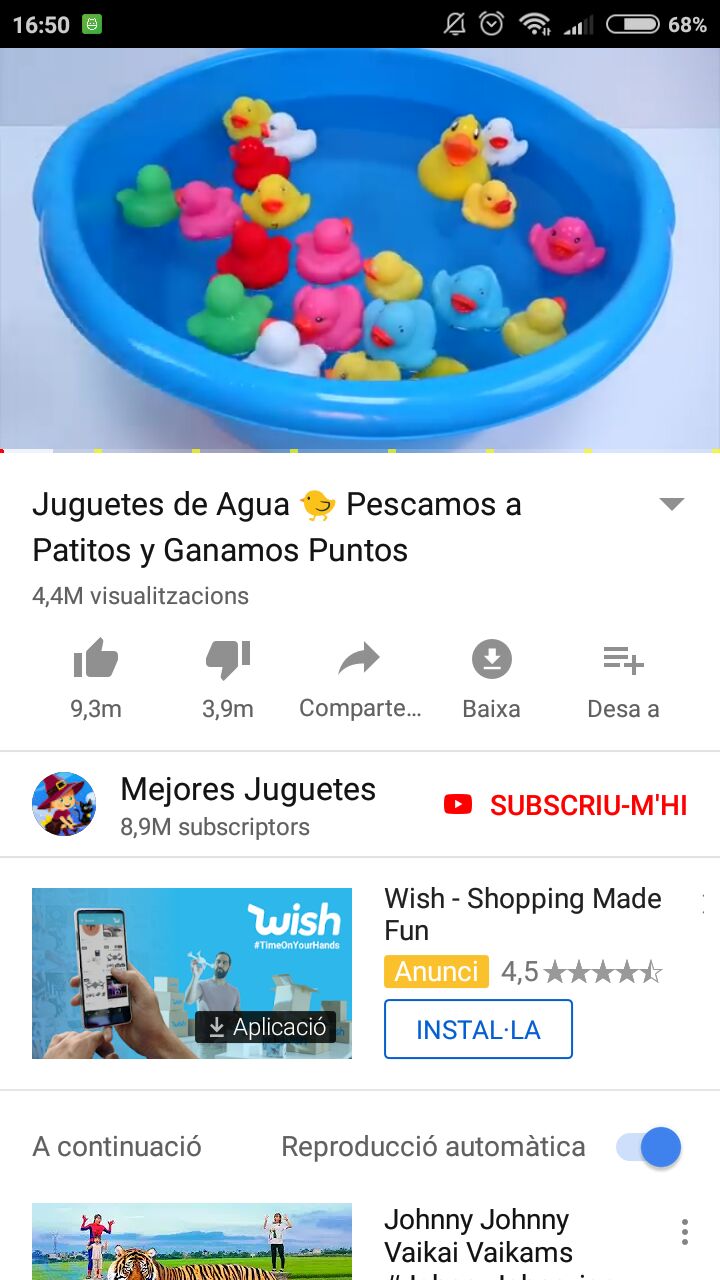 16:50
68%
Juguetes de Agua 🐤 Pescamos a
Patitos y Ganamos Puntos
4,4M visualitzacions
9,3m
3,9m
Comparte...
Baixa
Desa a
Mejores Juguetes
8,9M subscriptors
SUBSCRIU-M'HI
wish
#TimeOnYourHands
Aplicació
Wish - Shopping Made
Fun
Anunci 4,5
INSTAL·LA
A continuació
Reproducció automàtica
Johnny Johnny
Vaikai Vaikams